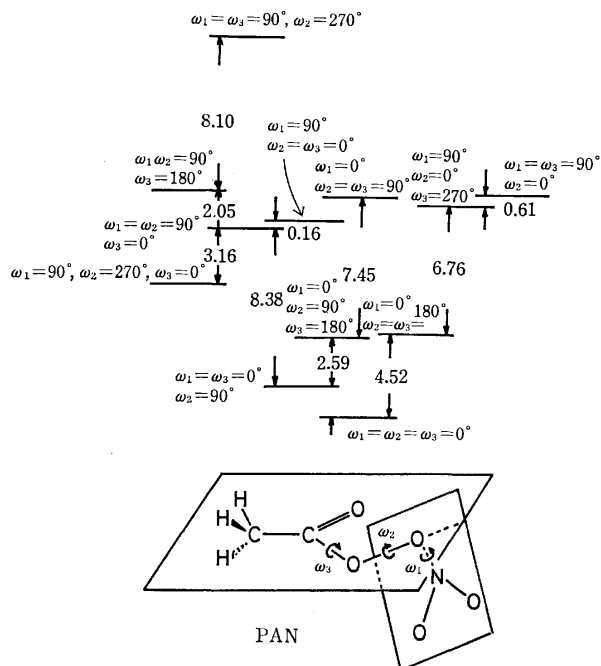 ω₁=ω₃=90°, ω₂=270°
8.10
ω₁=90°
ω₂=ω₃=0°
ω₁ω₂=90°
ω₃=180°
ω₁=0°
ω₂=ω₃=90°
ω₁=90°
ω₂=0°
ω₃=270°
ω₁=ω₃=90°
ω₂=0°
2.05
0.61
ω₁=ω₂=90°
ω₃=0°
0.16
3.16
ω₁=90°, ω₂=270°, ω₃=0°
8.38
7.45
6.76
ω₁=0°
ω₂=90°
ω₃=180°
ω₁=0°
ω₂=ω₃=
180°
2.59
4.52
ω₁=ω₃=0°
ω₂=90°
ω₁=ω₂=ω₃=0°
H
H
H
C
C
O
O
O
N
O
O
ω₃
ω₂
ω₁
PAN